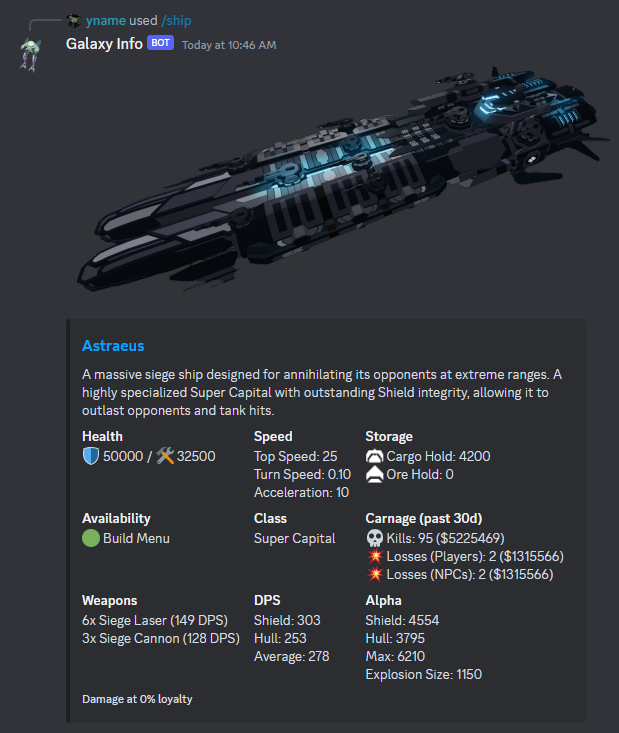 yname used /ship
Galaxy Info BOT Today at 10:46 AM
Astraeus
A massive siege ship designed for annihilating its opponents at extreme ranges. A
highly specialized Super Capital with outstanding Shield integrity, allowing it to
outlast opponents and tank hits.
Health
50000 / 32500
Speed
Top Speed: 25
Turn Speed: 0.10
Acceleration: 10
Storage
Cargo Hold: 4200
Ore Hold: 0
Availability
Build Menu
Class
Super Capital
Carnage (past 30d)
Kills: 95 ($5225469)
Losses (Players): 2 ($1315566)
Losses (NPCs): 2 ($1315566)
Weapons
6x Siege Laser (149 DPS)
3x Siege Cannon (128 DPS)
DPS
Shield: 303
Hull: 253
Average: 278
Alpha
Shield: 4554
Hull: 3795
Max: 6210
Explosion Size: 1150
Damage at 0% loyalty